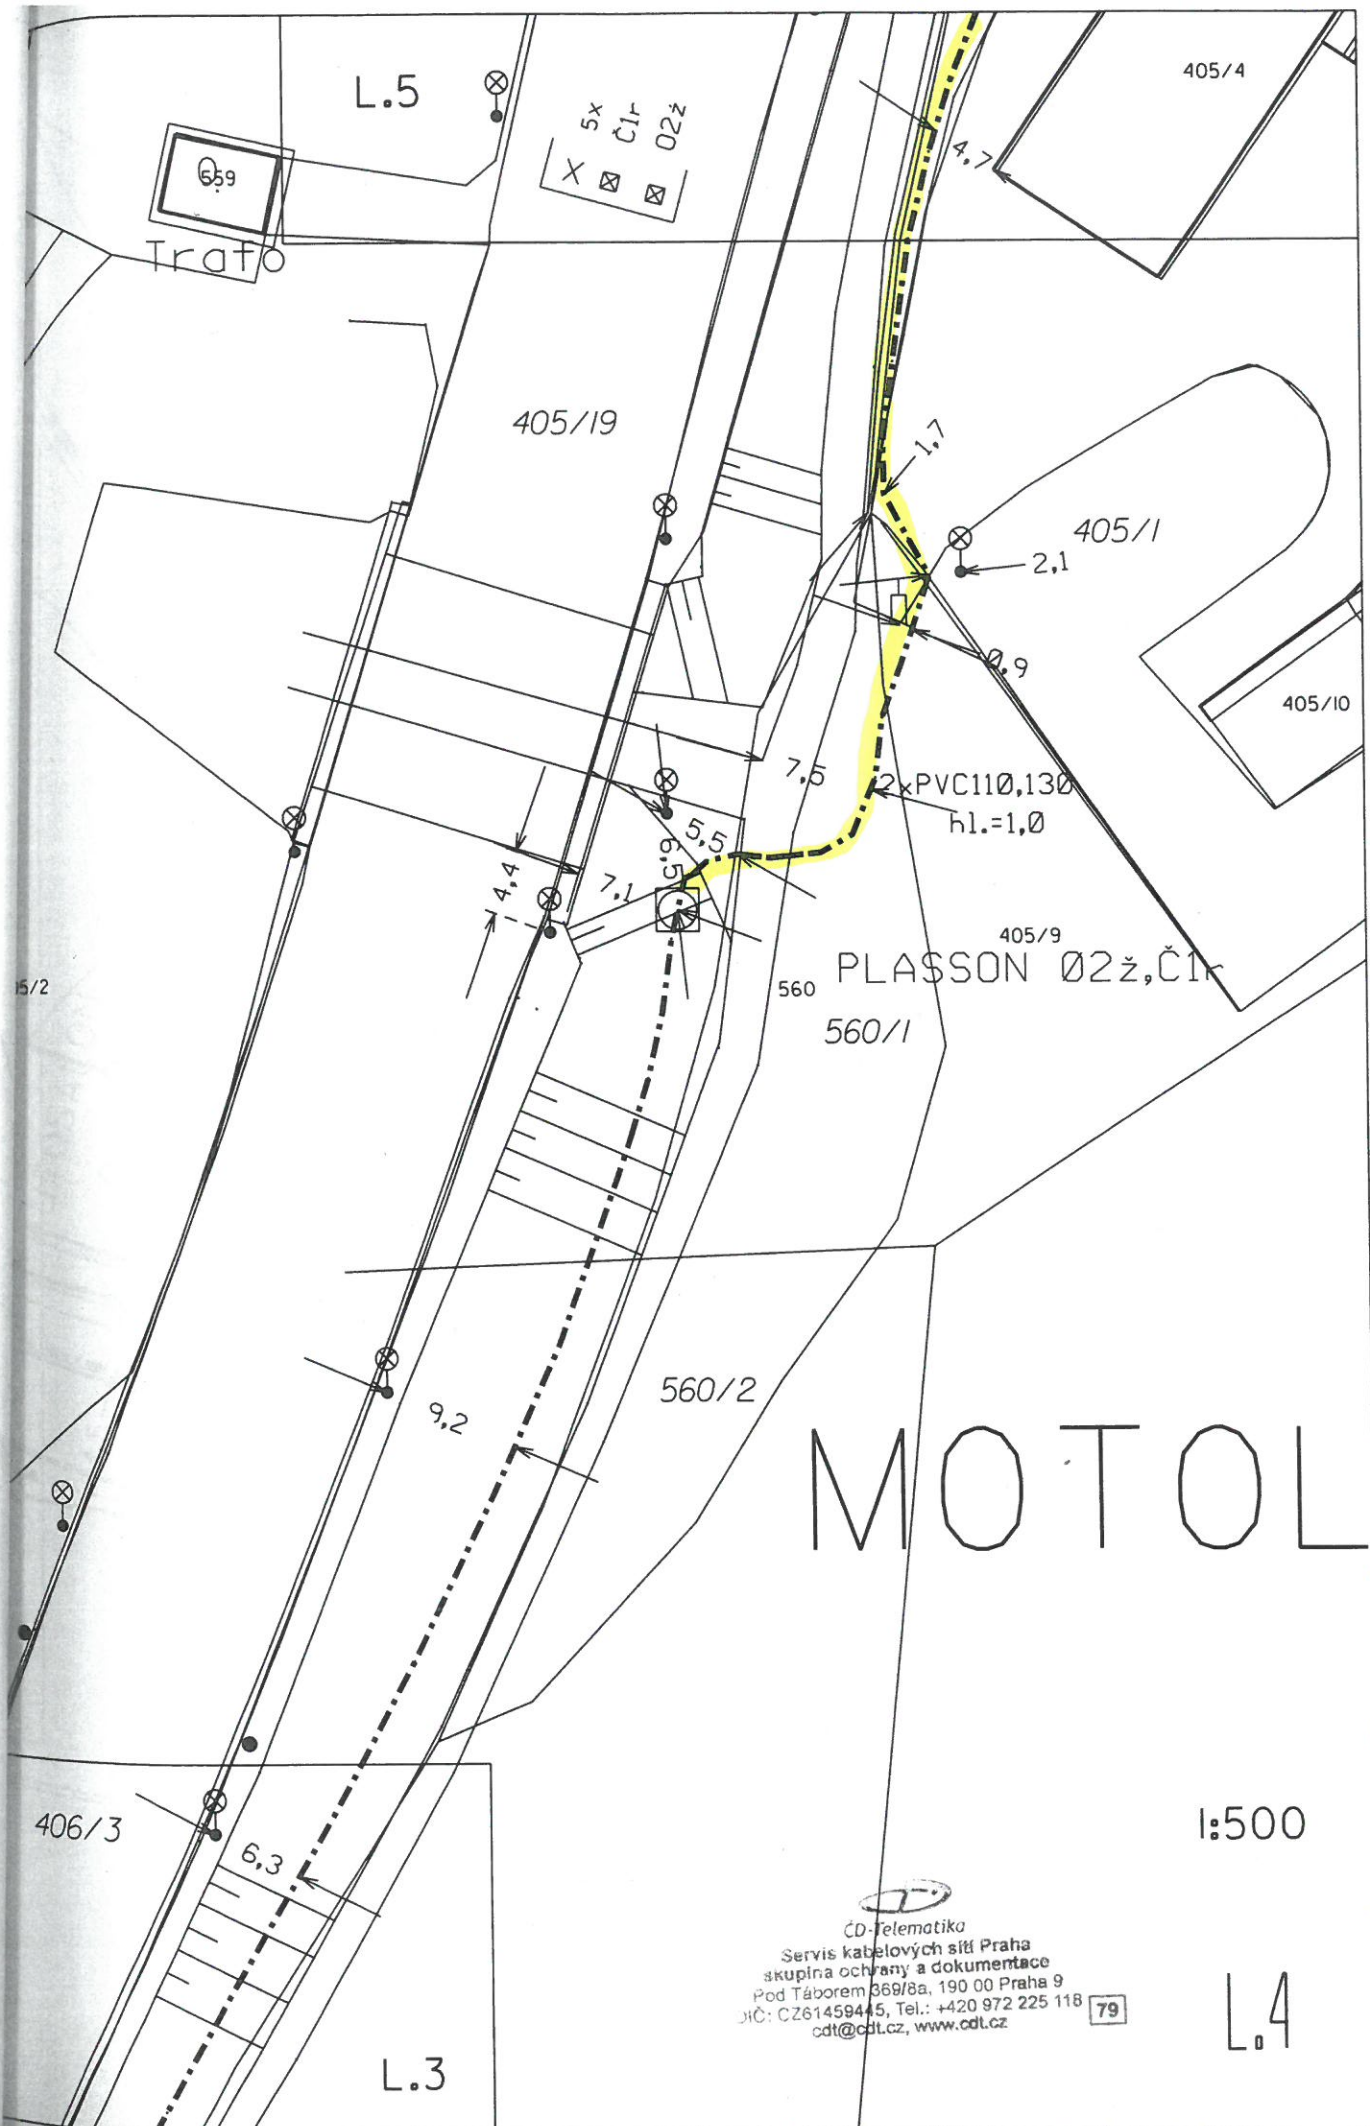 L.5
5x
Č1r
O2ž
405/4
4,7
659
Trafo
405/19
1,7
405/1
2,1
0,9
405/10
7,5
2xPVC110,130
hl.=1,0
5,5
6,5
4,4
7,1
405/9
PLASSON Ø2ž,Č1r
560
5/2
560/1
560/2
9,2
MOTOL
406/3
6,3
1:500
ČD-Telematika
Servis kabelových sítí Praha
skupina ochrany a dokumentace
Pod Táborem 369/8a, 190 00 Praha 9
DIČ: CZ61459445, Tel.: +420 972 225 118
79
cdt@cdt.cz, www.cdt.cz
L.4
L.3